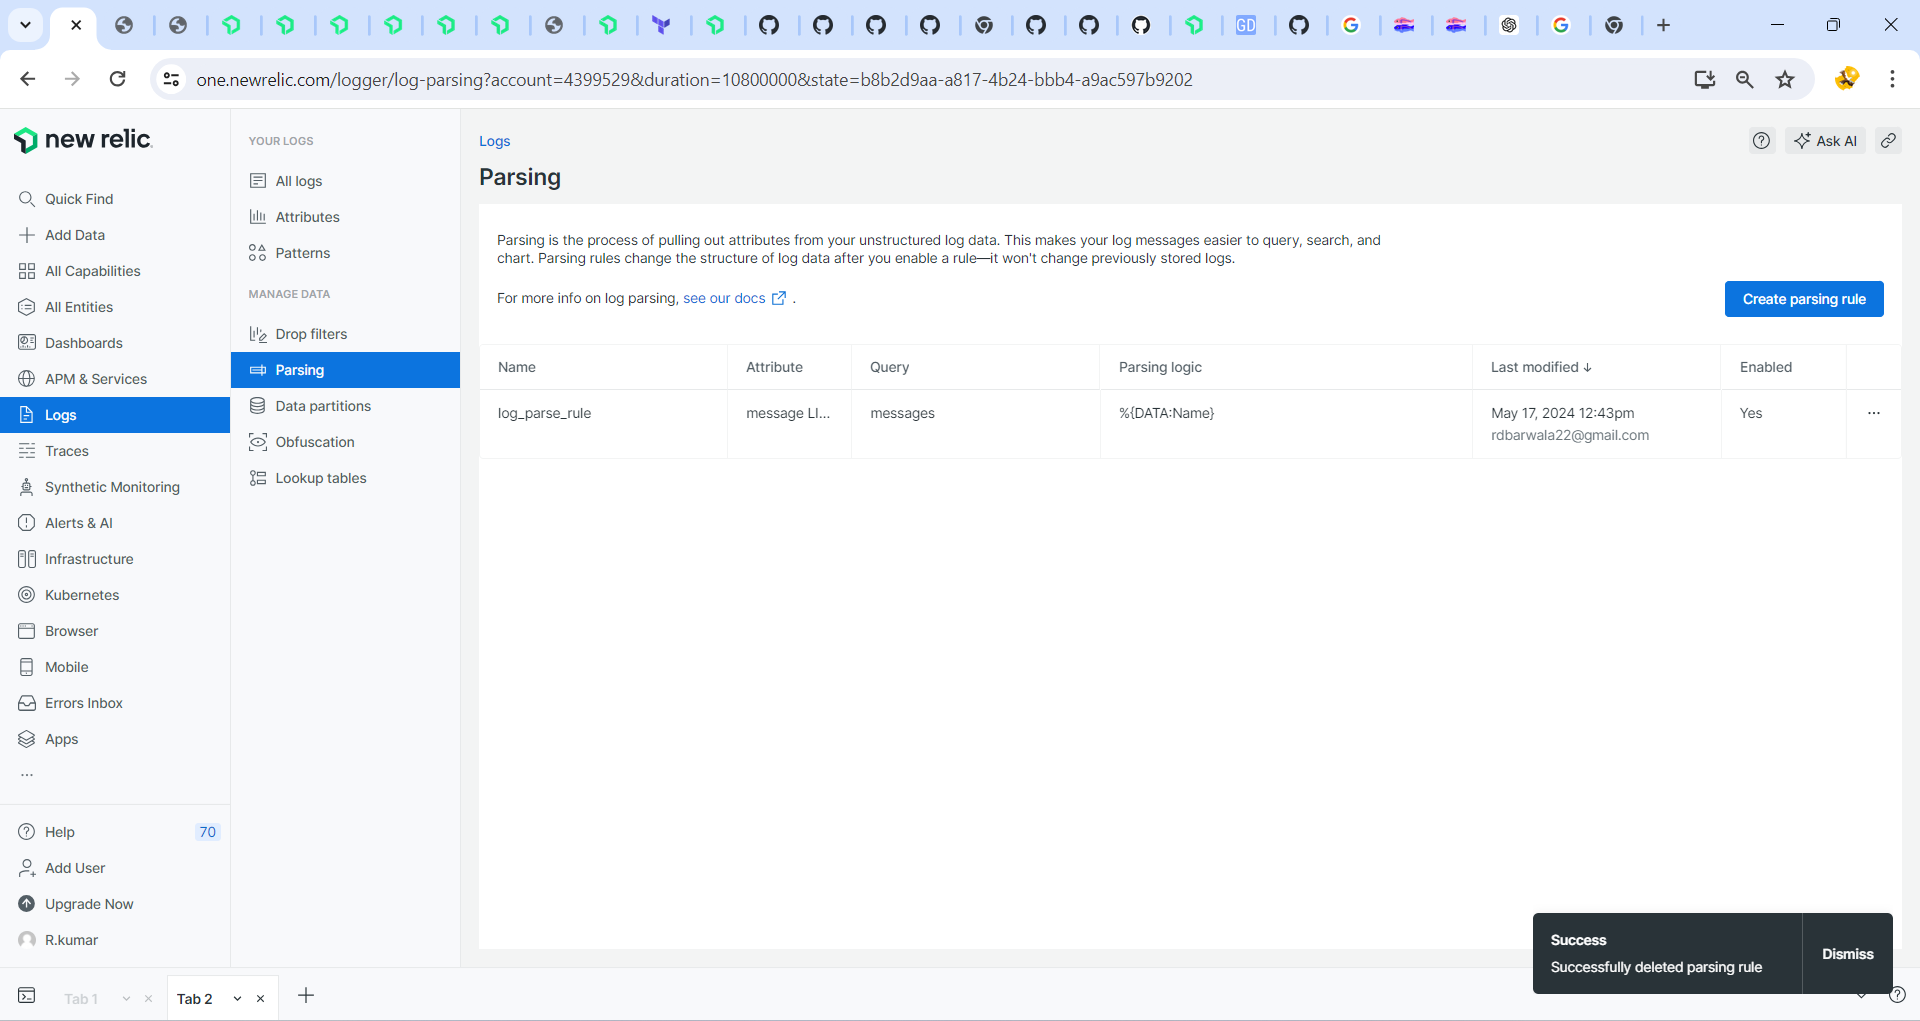 GD
one.newrelic.com/logger/log-parsing?account=4399529&duration=10800000&state=b8b2d9aa-a817-4b24-bbb4-a9ac597b9202
new relic
Quick Find
Add Data
All Capabilities
All Entities
Dashboards
APM & Services
Logs
Traces
Synthetic Monitoring
Alerts & AI
Infrastructure
Kubernetes
Browser
Mobile
Errors Inbox
Apps
...
Help 70
Add User
Upgrade Now
R.kumar
YOUR LOGS
All logs
Attributes
Patterns
MANAGE DATA
Drop filters
Parsing
Data partitions
Obfuscation
Lookup tables
Logs
Ask AI
Parsing
Parsing is the process of pulling out attributes from your unstructured log data. This makes your log messages easier to query, search, and
chart. Parsing rules change the structure of log data after you enable a rule—it won't change previously stored logs.
For more info on log parsing, see our docs .
Create parsing rule
Name Attribute Query Parsing logic Last modified ↓ Enabled
log_parse_rule message LI... messages %{DATA:Name} May 17, 2024 12:43pm Yes ...
rdbarwala22@gmail.com
Success
Successfully deleted parsing rule
Dismiss
Tab 1
Tab 2